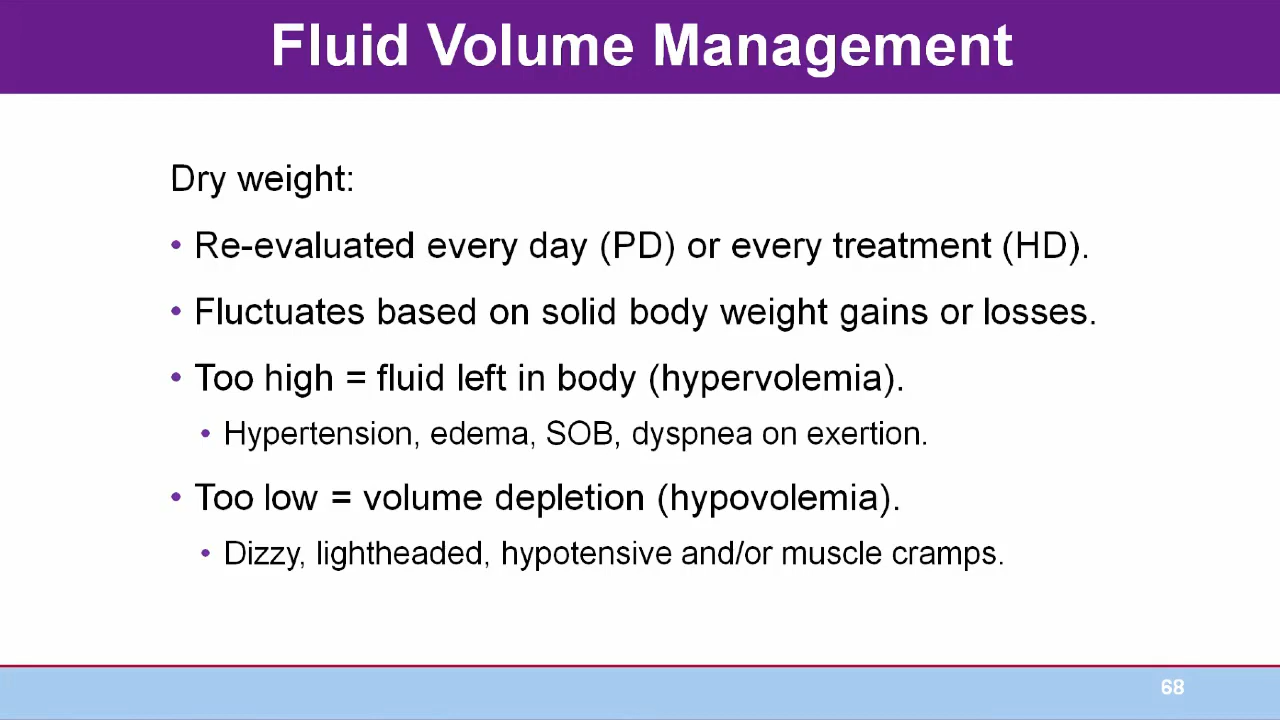 Fluid Volume Management
Dry weight:
• Re-evaluated every day (PD) or every treatment (HD).
• Fluctuates based on solid body weight gains or losses.
• Too high = fluid left in body (hypervolemia).
• Hypertension, edema, SOB, dyspnea on exertion.
• Too low = volume depletion (hypovolemia).
• Dizzy, lightheaded, hypotensive and/or muscle cramps.
68